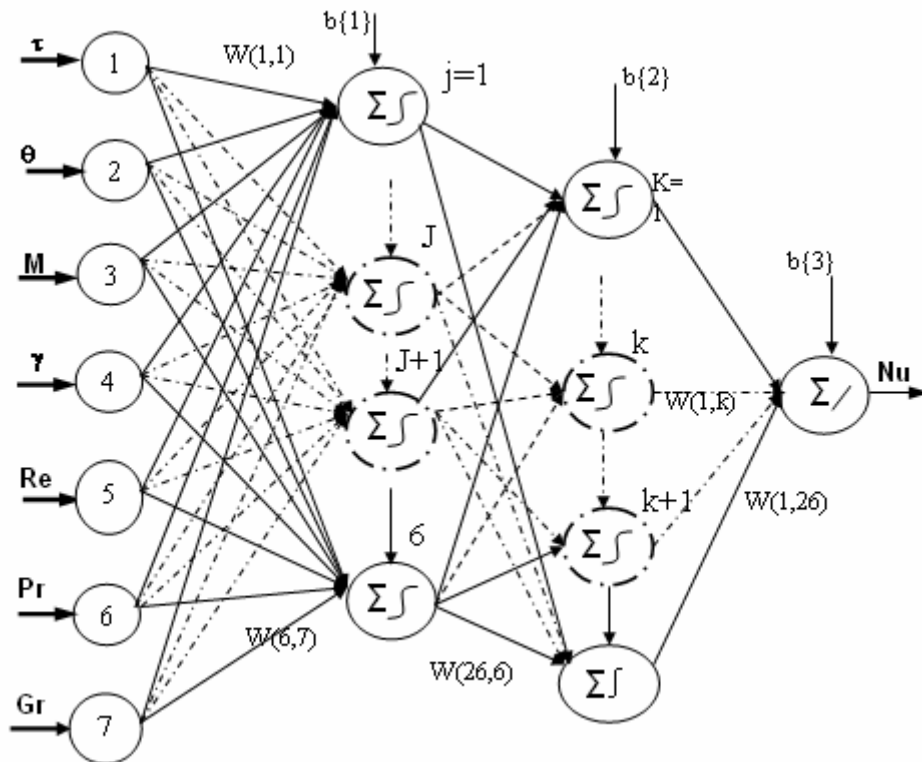 b{1}
τ
1
W(1,1)
Σ
j=1
b{2}
θ
2
Σ
K=
1
M
3
J
Σ
b{3}
γ
4
J+1
Σ
k
Σ
W(1,k)
Σ
Nu
Re
5
6
k+1
Σ
W(1,26)
Pr
6
Σ
W(6,7)
W(26,6)
Σ
Gr
7